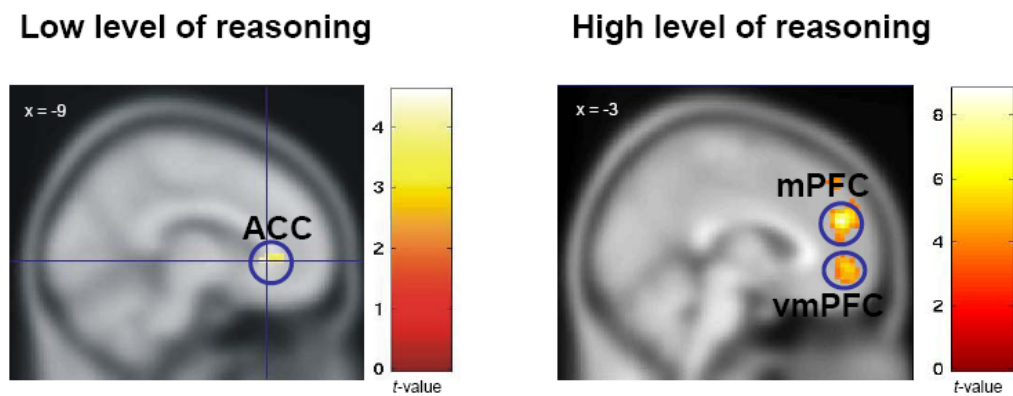 Low level of reasoning
x = -9
ACC
4
3
2
1
0
t-value
High level of reasoning
x = -3
mPFC
vmPFC
8
6
4
2
0
t-value